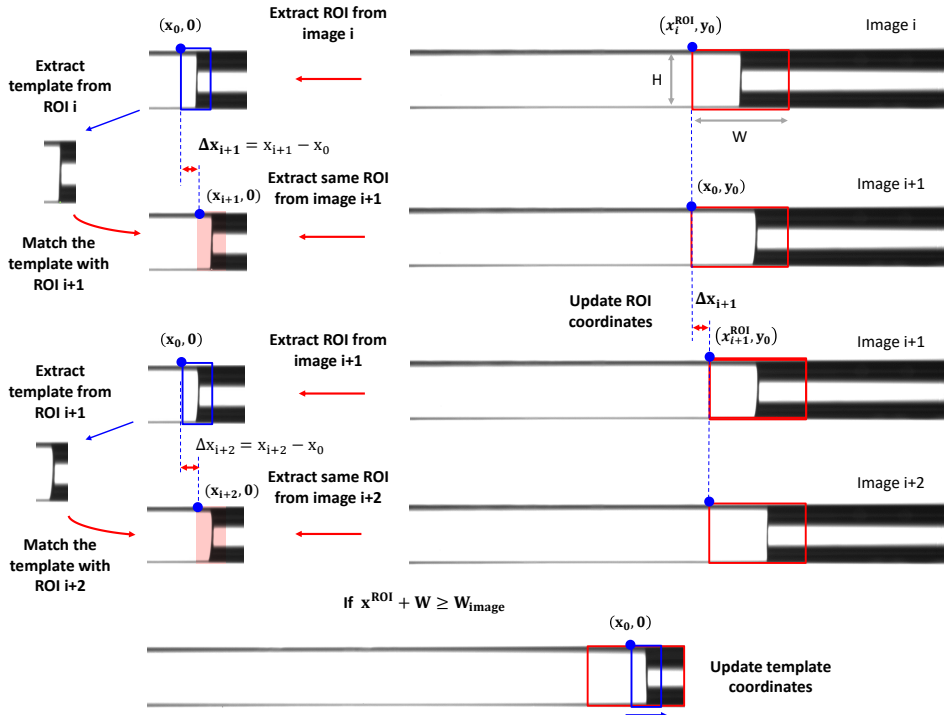 (x₀, 0)
Extract ROI from
image i
(x ᵢᴿᴼᴵ, y₀)
Image i
Extract
template from
ROI i
H
W
Δxᵢ₊₁ = xᵢ₊₁ − x₀
(xᵢ₊₁, 0)
Extract same ROI
from image i+1
(x₀, y₀)
Image i+1
Match the
template with
ROI i+1
Update ROI
coordinates
Δxᵢ₊₁
(x₀, 0)
Extract ROI from
image i+1
(x ᵢ₊₁ᴿᴼᴵ, y₀)
Image i+1
Extract
template from
ROI i+1
Δxᵢ₊₂ = xᵢ₊₂ − x₀
(xᵢ₊₂, 0)
Extract same ROI
from image i+2
Image i+2
Match the
template with
ROI i+2
If xᴿᴼᴵ + W ≥ W_image
(x₀, 0)
Update template
coordinates